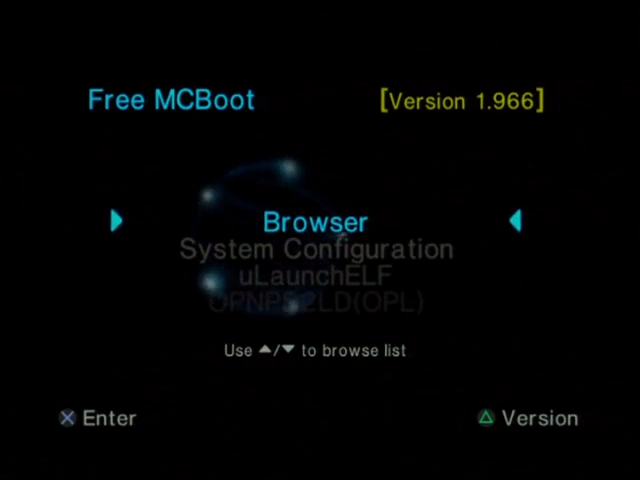 Free MCBoot
[Version 1.966]
Browser
System Configuration
uLaunchELF
OPNPS2LD(OPL)
Use ▲/▼ to browse list
Enter
Version